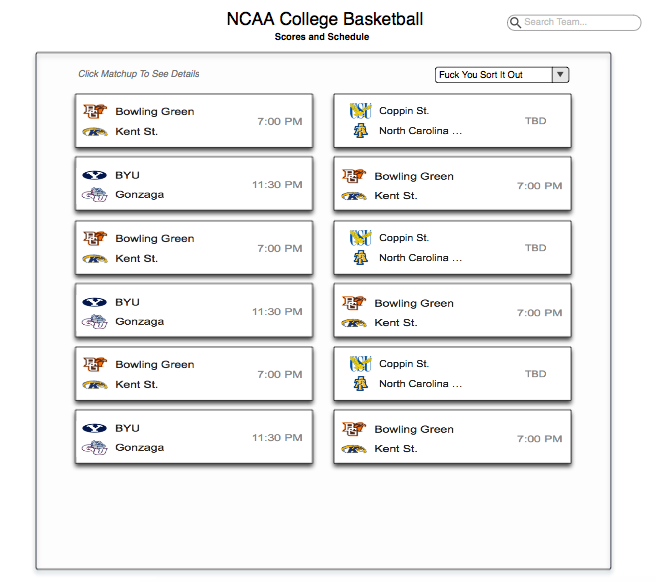 NCAA College Basketball
Scores and Schedule
Search Team...
Click Matchup To See Details
Fuck You Sort It Out
Bowling Green
Kent St.
7:00 PM
Coppin St.
North Carolina ...
TBD
BYU
Gonzaga
11:30 PM
Bowling Green
Kent St.
7:00 PM
Bowling Green
Kent St.
7:00 PM
Coppin St.
North Carolina ...
TBD
BYU
Gonzaga
11:30 PM
Bowling Green
Kent St.
7:00 PM
Bowling Green
Kent St.
7:00 PM
Coppin St.
North Carolina ...
TBD
BYU
Gonzaga
11:30 PM
Bowling Green
Kent St.
7:00 PM